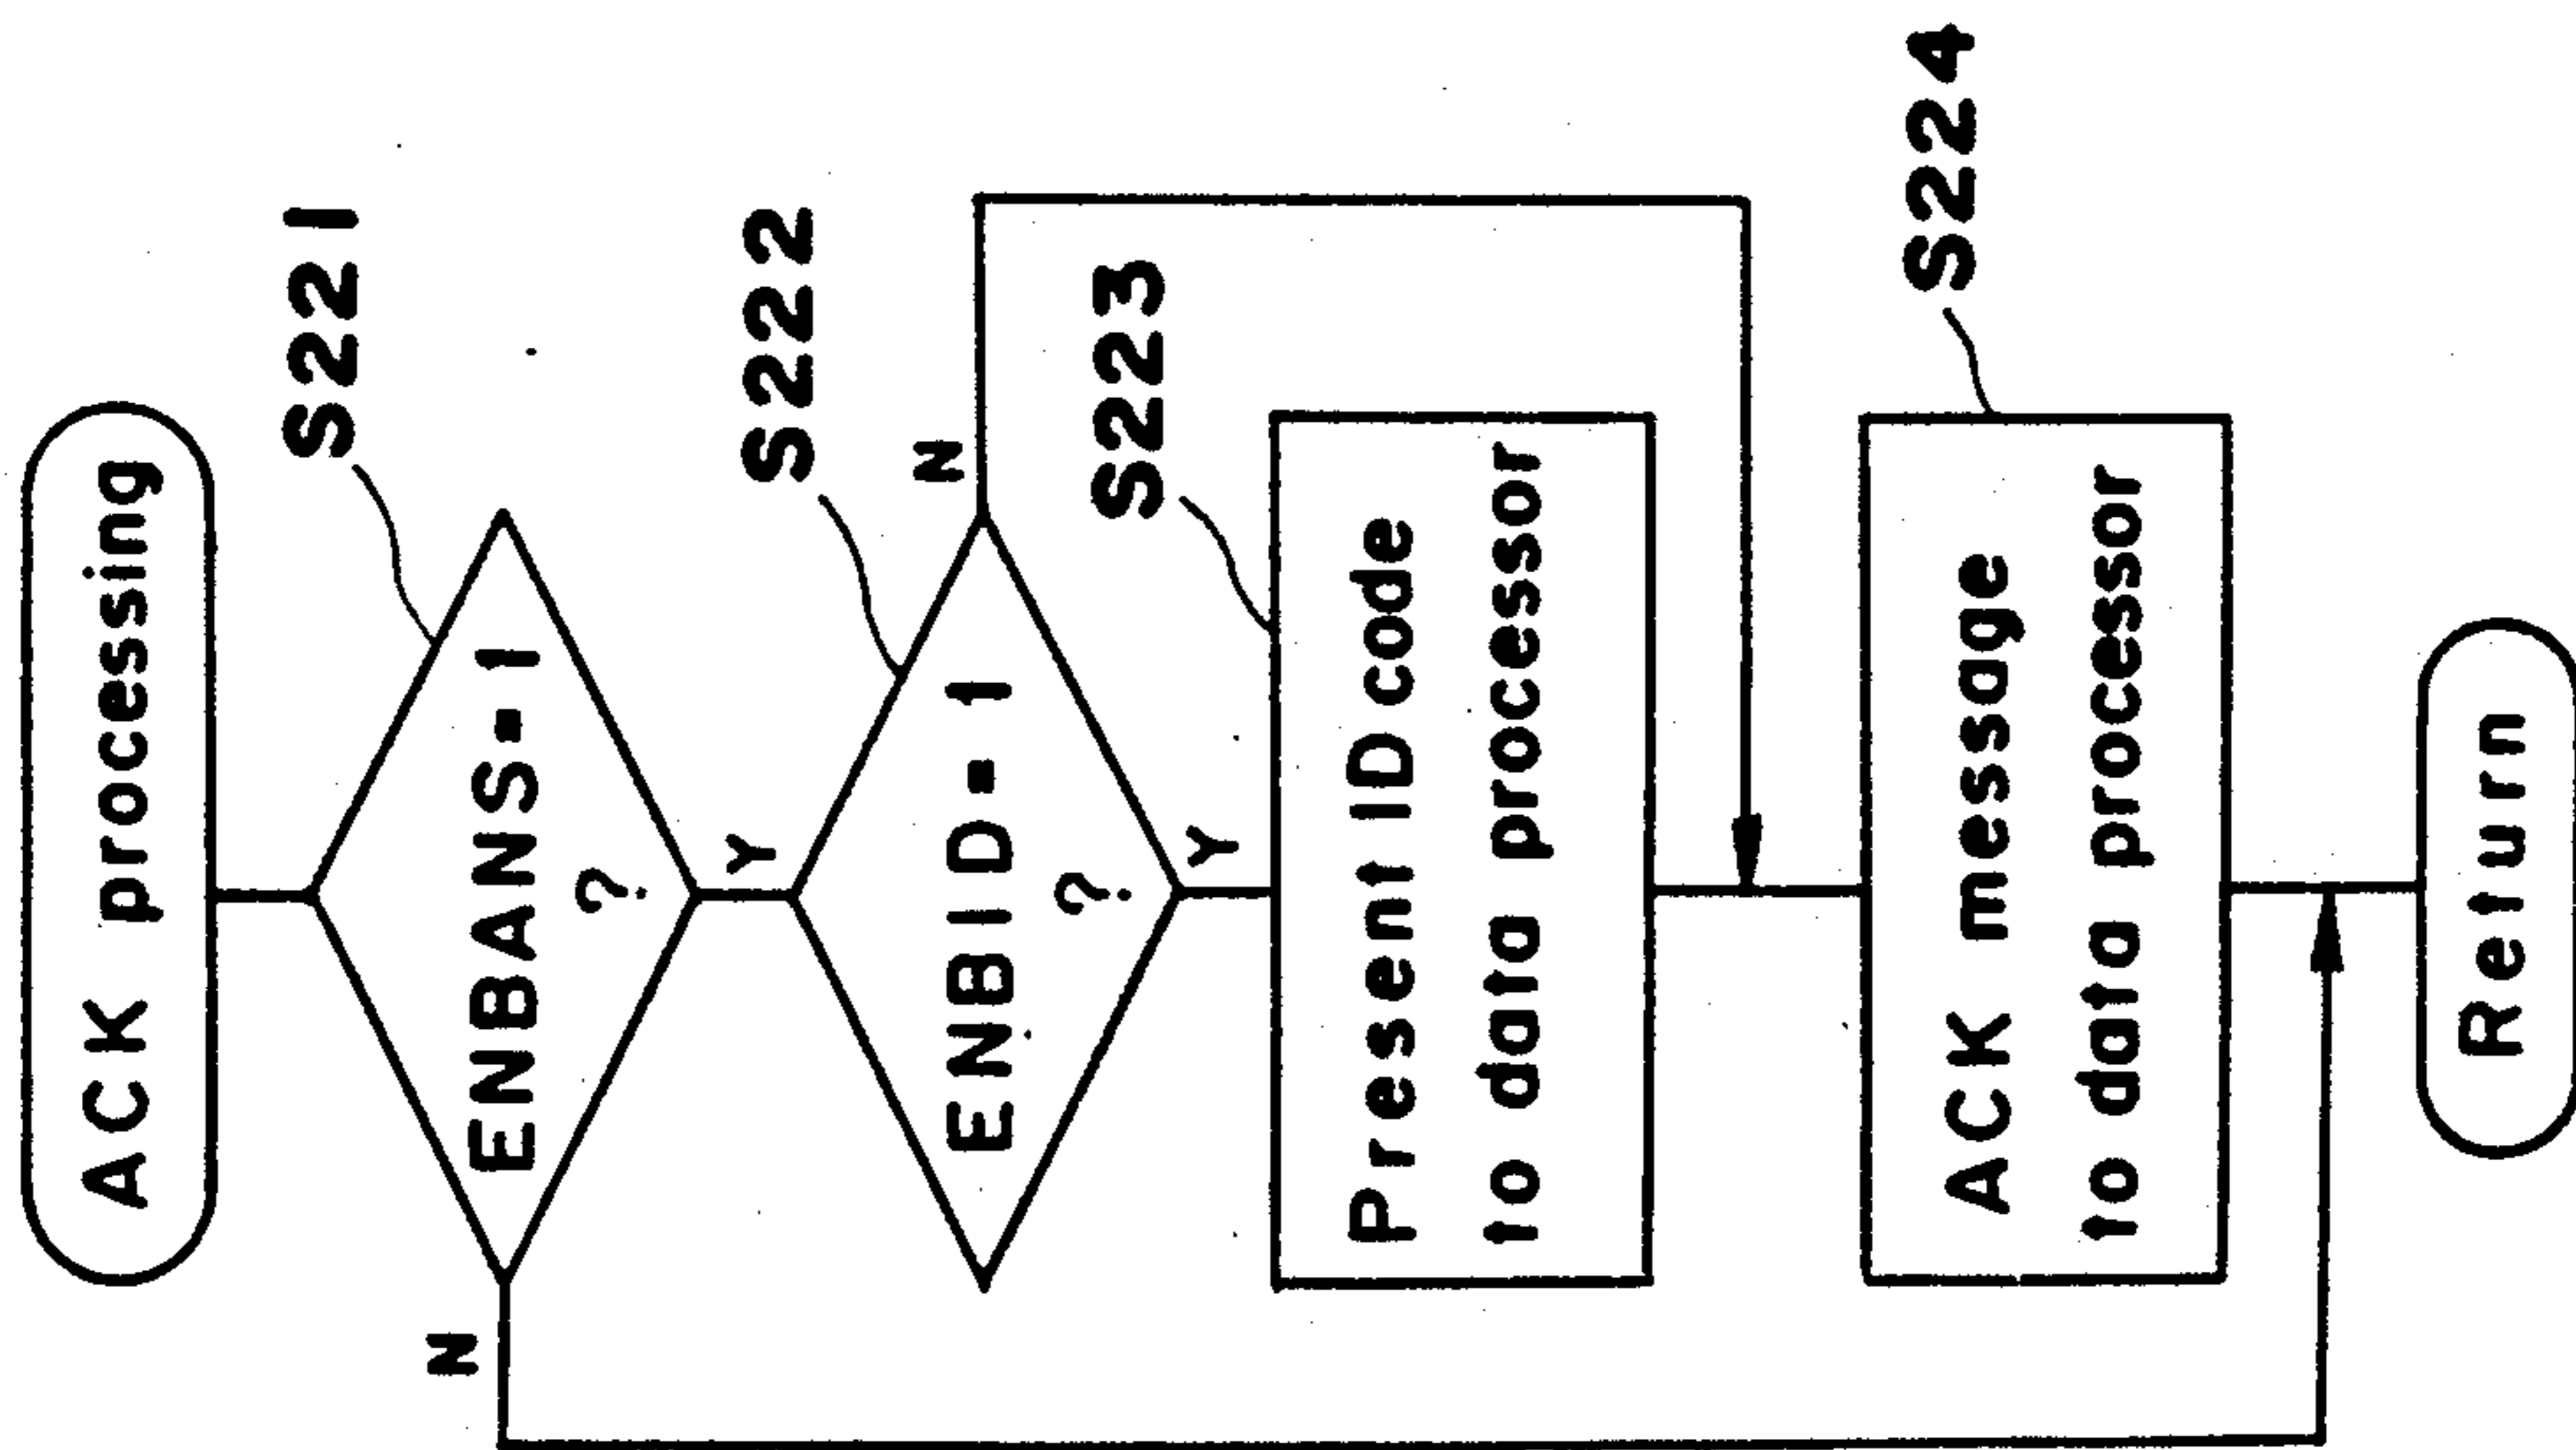 ACK processing
S221
ENBANS=1
?
N
Y
S222
ENBID=1
?
N
Y
S223
Present ID code
to data processor
S224
ACK message
to data processor
Return